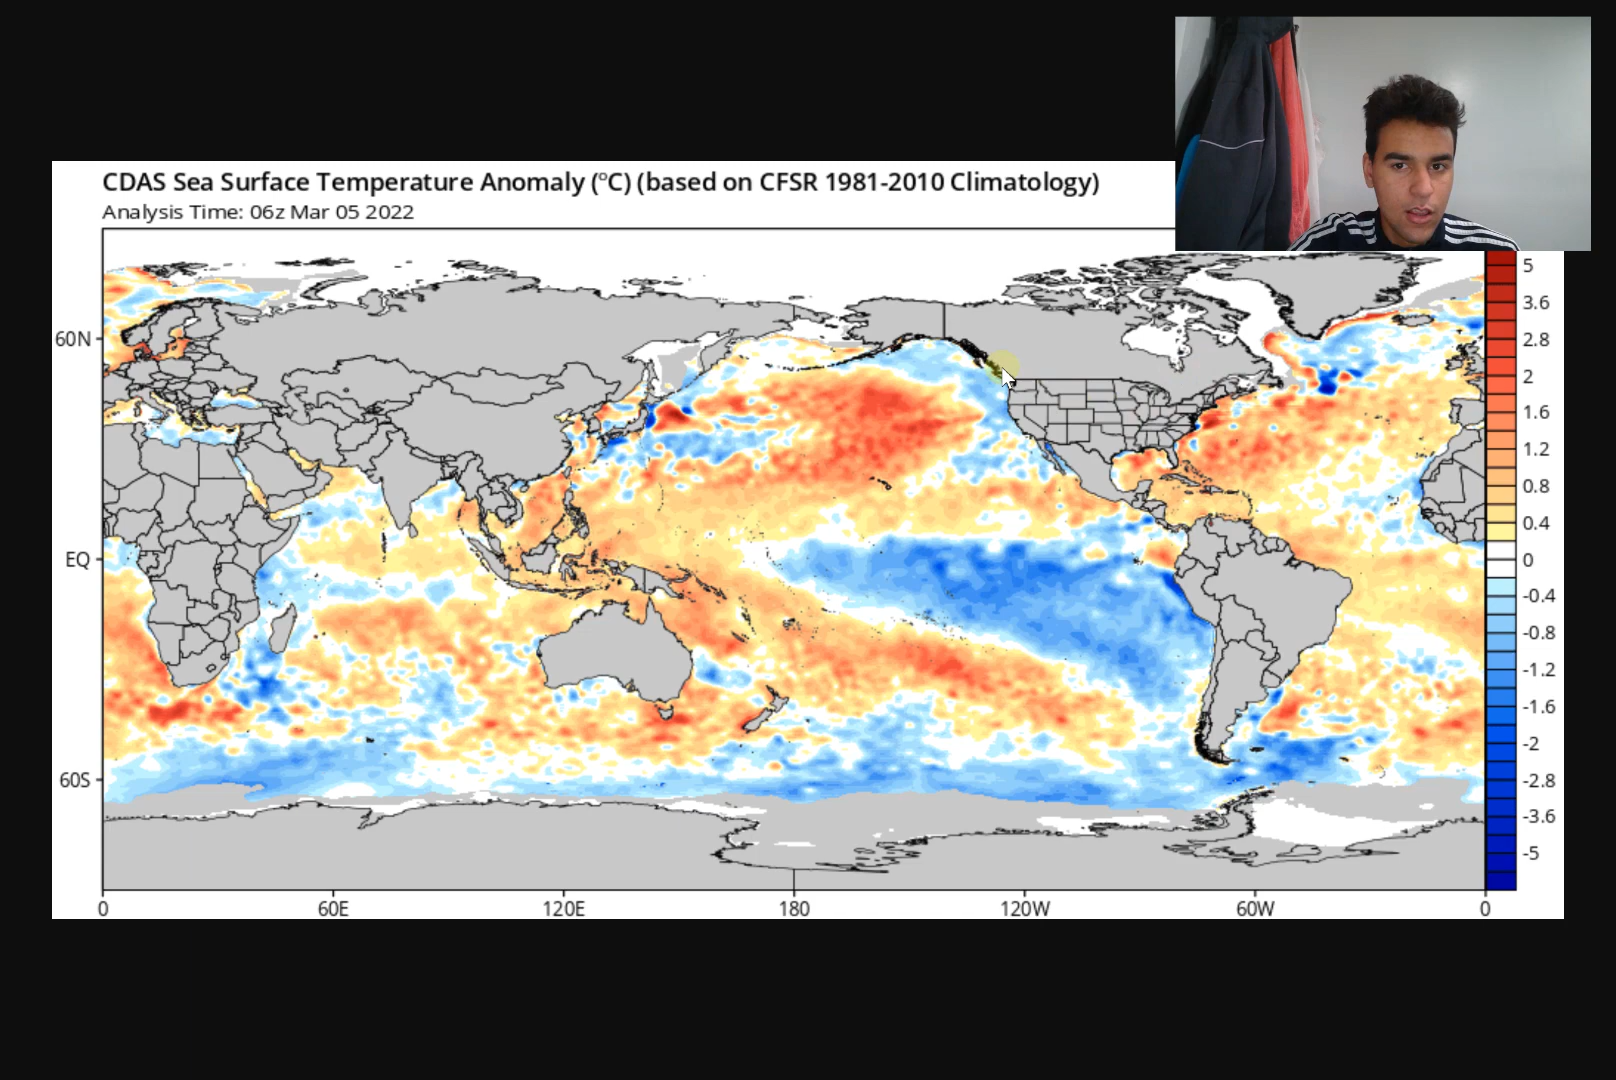 CDAS Sea Surface Temperature Anomaly (°C) (based on CFSR 1981-2010 Climatology)
Analysis Time: 06z Mar 05 2022
60N
EQ
60S
0
60E
120E
180
120W
60W
0
5
3.6
2.8
2
1.6
1.2
0.8
0.4
0
-0.4
-0.8
-1.2
-1.6
-2
-2.8
-3.6
-5